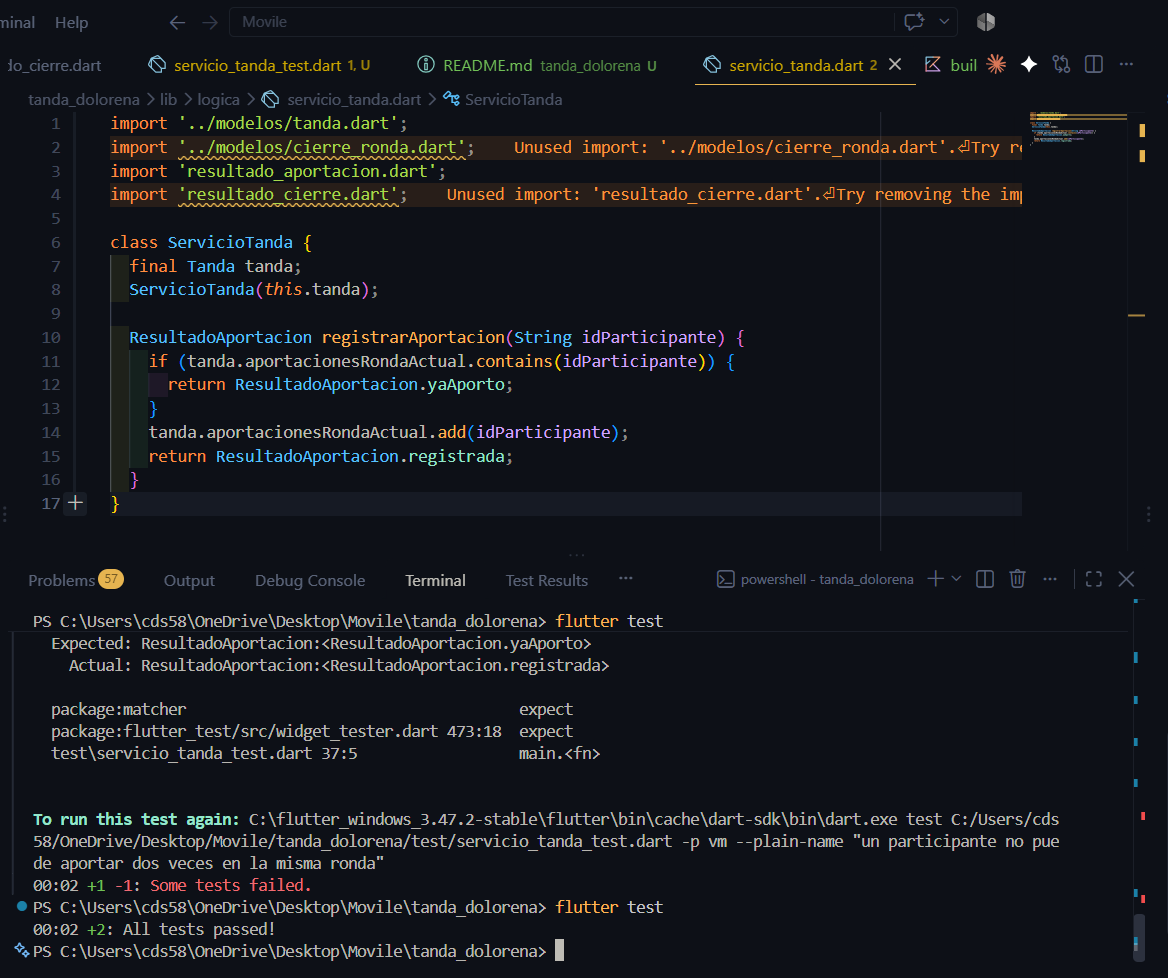 minal Help Movile
do_cierre.dart servicio_tanda_test.dart 1, U README.md tanda_dolorena U servicio_tanda.dart 2 buil
tanda_dolorena > lib > logica > servicio_tanda.dart > ServicioTanda
1 import '../modelos/tanda.dart';
2 import '../modelos/cierre_ronda.dart'; Unused import: '../modelos/cierre_ronda.dart'.⏎Try re
3 import 'resultado_aportacion.dart';
4 import 'resultado_cierre.dart'; Unused import: 'resultado_cierre.dart'.⏎Try removing the imp
5
6 class ServicioTanda {
7 final Tanda tanda;
8 ServicioTanda(this.tanda);
9
10 ResultadoAportacion registrarAportacion(String idParticipante) {
11 if (tanda.aportacionesRondaActual.contains(idParticipante)) {
12 return ResultadoAportacion.yaAporto;
13 }
14 tanda.aportacionesRondaActual.add(idParticipante);
15 return ResultadoAportacion.registrada;
16 }
17 }
Problems 57 Output Debug Console Terminal Test Results ··· powershell - tanda_dolorena
PS C:\Users\cds58\OneDrive\Desktop\Movile\tanda_dolorena> flutter test
Expected: ResultadoAportacion:<ResultadoAportacion.yaAporto>
Actual: ResultadoAportacion:<ResultadoAportacion.registrada>
package:matcher expect
package:flutter_test/src/widget_tester.dart 473:18 expect
test\servicio_tanda_test.dart 37:5 main.<fn>
To run this test again: C:\flutter_windows_3.47.2-stable\flutter\bin\cache\dart-sdk\bin\dart.exe test C:/Users/cds
58/OneDrive/Desktop/Movile/tanda_dolorena/test/servicio_tanda_test.dart -p vm --plain-name "un participante no pue
de aportar dos veces en la misma ronda"
00:02 +1 -1: Some tests failed.
PS C:\Users\cds58\OneDrive\Desktop\Movile\tanda_dolorena> flutter test
00:02 +2: All tests passed!
PS C:\Users\cds58\OneDrive\Desktop\Movile\tanda_dolorena>